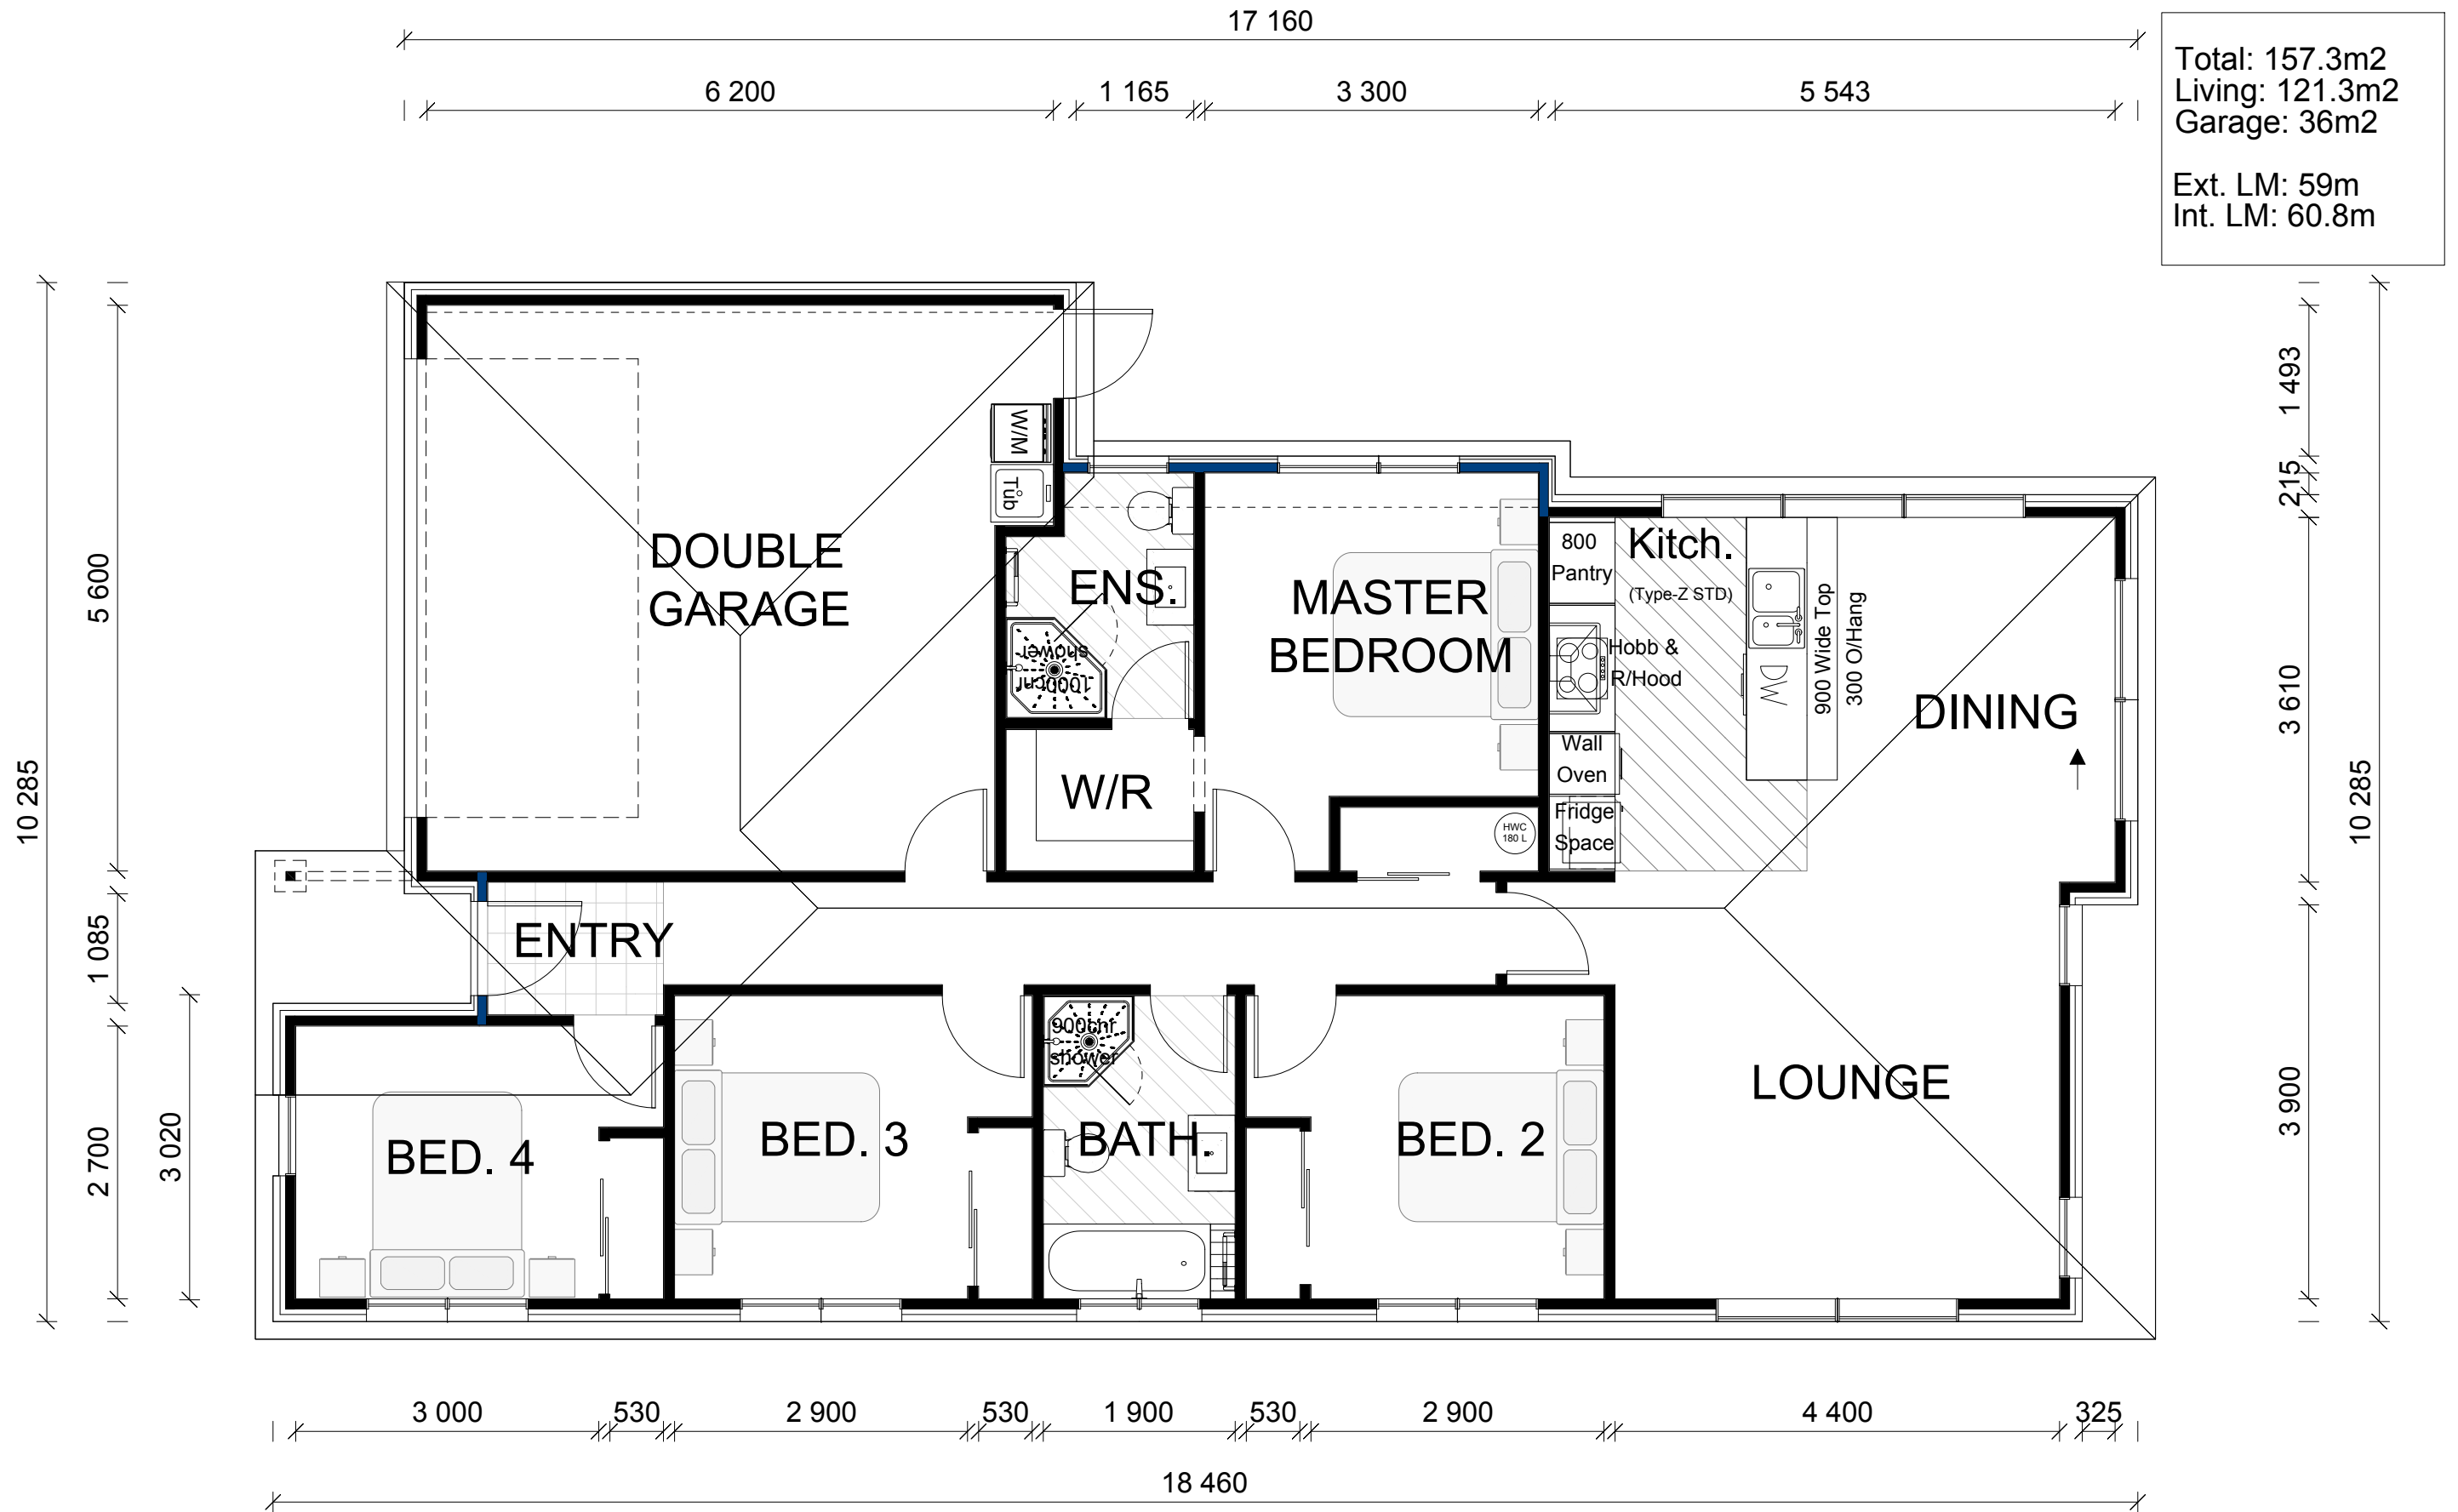 17 160
6 200
1 165
3 300
5 543
Total: 157.3m2
Living: 121.3m2
Garage: 36m2
Ext. LM: 59m
Int. LM: 60.8m
10 285
5 600
1 085
2 700
3 020
1 493
215
3 610
3 900
10 285
W/M
Tub
DOUBLE
GARAGE
ENS.
1000cnr
shower
W/R
MASTER
BEDROOM
800
Pantry
Kitch.
(Type-Z STD)
Hobb &
R/Hood
Wall
Oven
Fridge
Space
DW
900 Wide Top
300 O/Hang
DINING
HWC
180 L
ENTRY
LOUNGE
BED. 4
BED. 3
900cnr
shower
BATH.
BED. 2
3 000
530
2 900
530
1 900
530
2 900
4 400
325
18 460